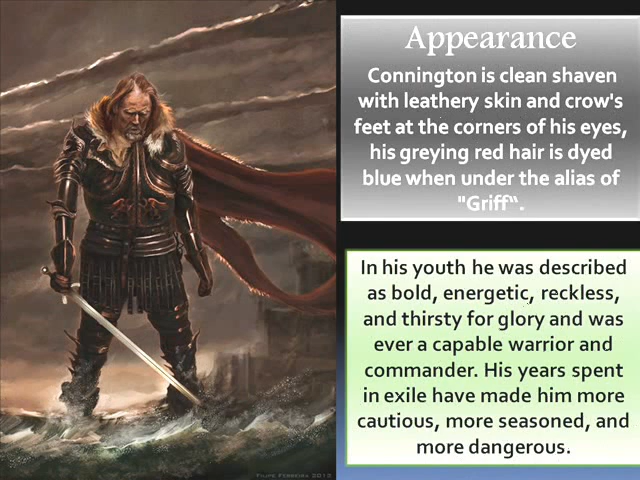 Appearance
Connington is clean shaven
with leathery skin and crow's
feet at the corners of his eyes,
his greying red hair is dyed
blue when under the alias of
"Griff“.
In his youth he was described
as bold, energetic, reckless,
and thirsty for glory and was
ever a capable warrior and
commander. His years spent
in exile have made him more
cautious, more seasoned, and
more dangerous.
Filipe Ferreira 2013